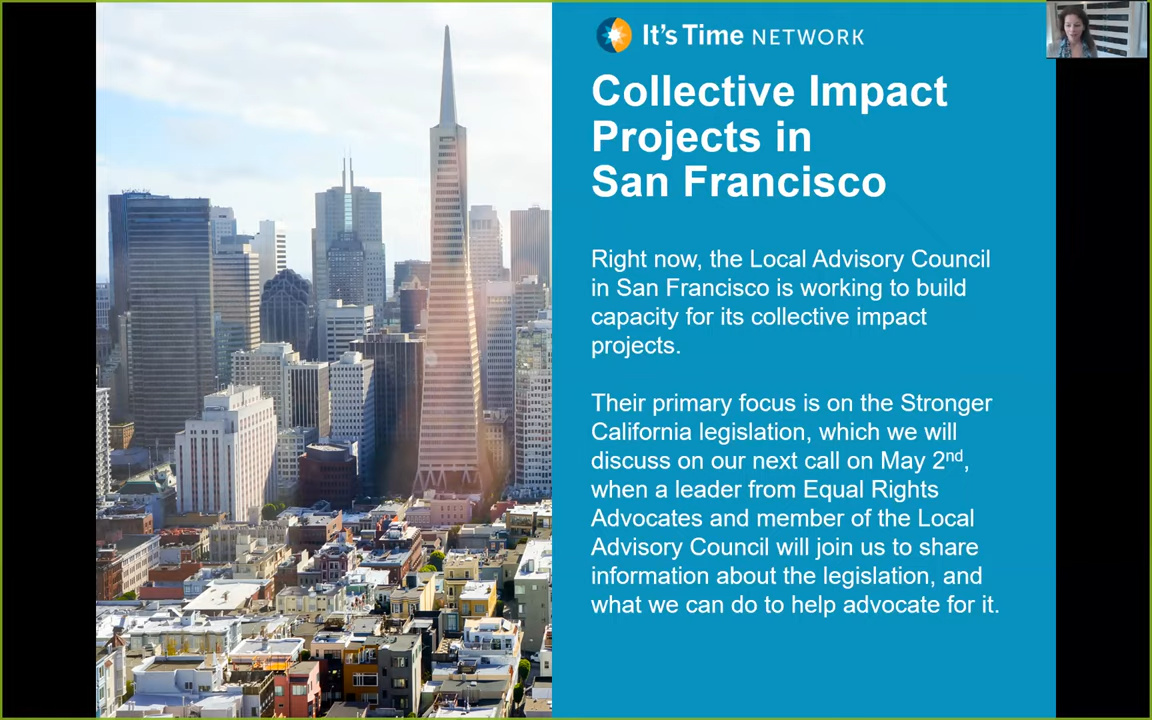 It's Time NETWORK
Collective Impact
Projects in
San Francisco
Right now, the Local Advisory Council
in San Francisco is working to build
capacity for its collective impact
projects.
Their primary focus is on the Stronger
California legislation, which we will
discuss on our next call on May 2nd,
when a leader from Equal Rights
Advocates and member of the Local
Advisory Council will join us to share
information about the legislation, and
what we can do to help advocate for it.